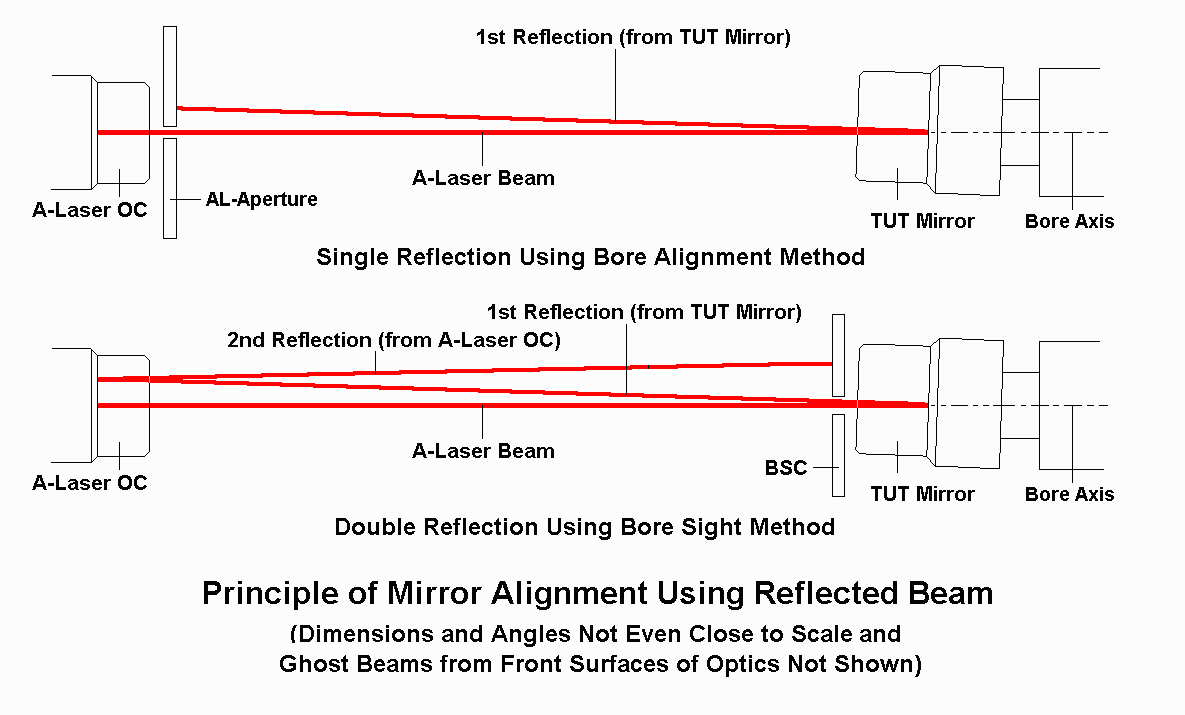 1st Reflection (from TUT Mirror)
A-Laser Beam
AL-Aperture
A-Laser OC
TUT Mirror
Bore Axis
Single Reflection Using Bore Alignment Method
1st Reflection (from TUT Mirror)
2nd Reflection (from A-Laser OC)
A-Laser Beam
BSC
A-Laser OC
TUT Mirror
Bore Axis
Double Reflection Using Bore Sight Method
Principle of Mirror Alignment Using Reflected Beam
(Dimensions and Angles Not Even Close to Scale and
Ghost Beams from Front Surfaces of Optics Not Shown)